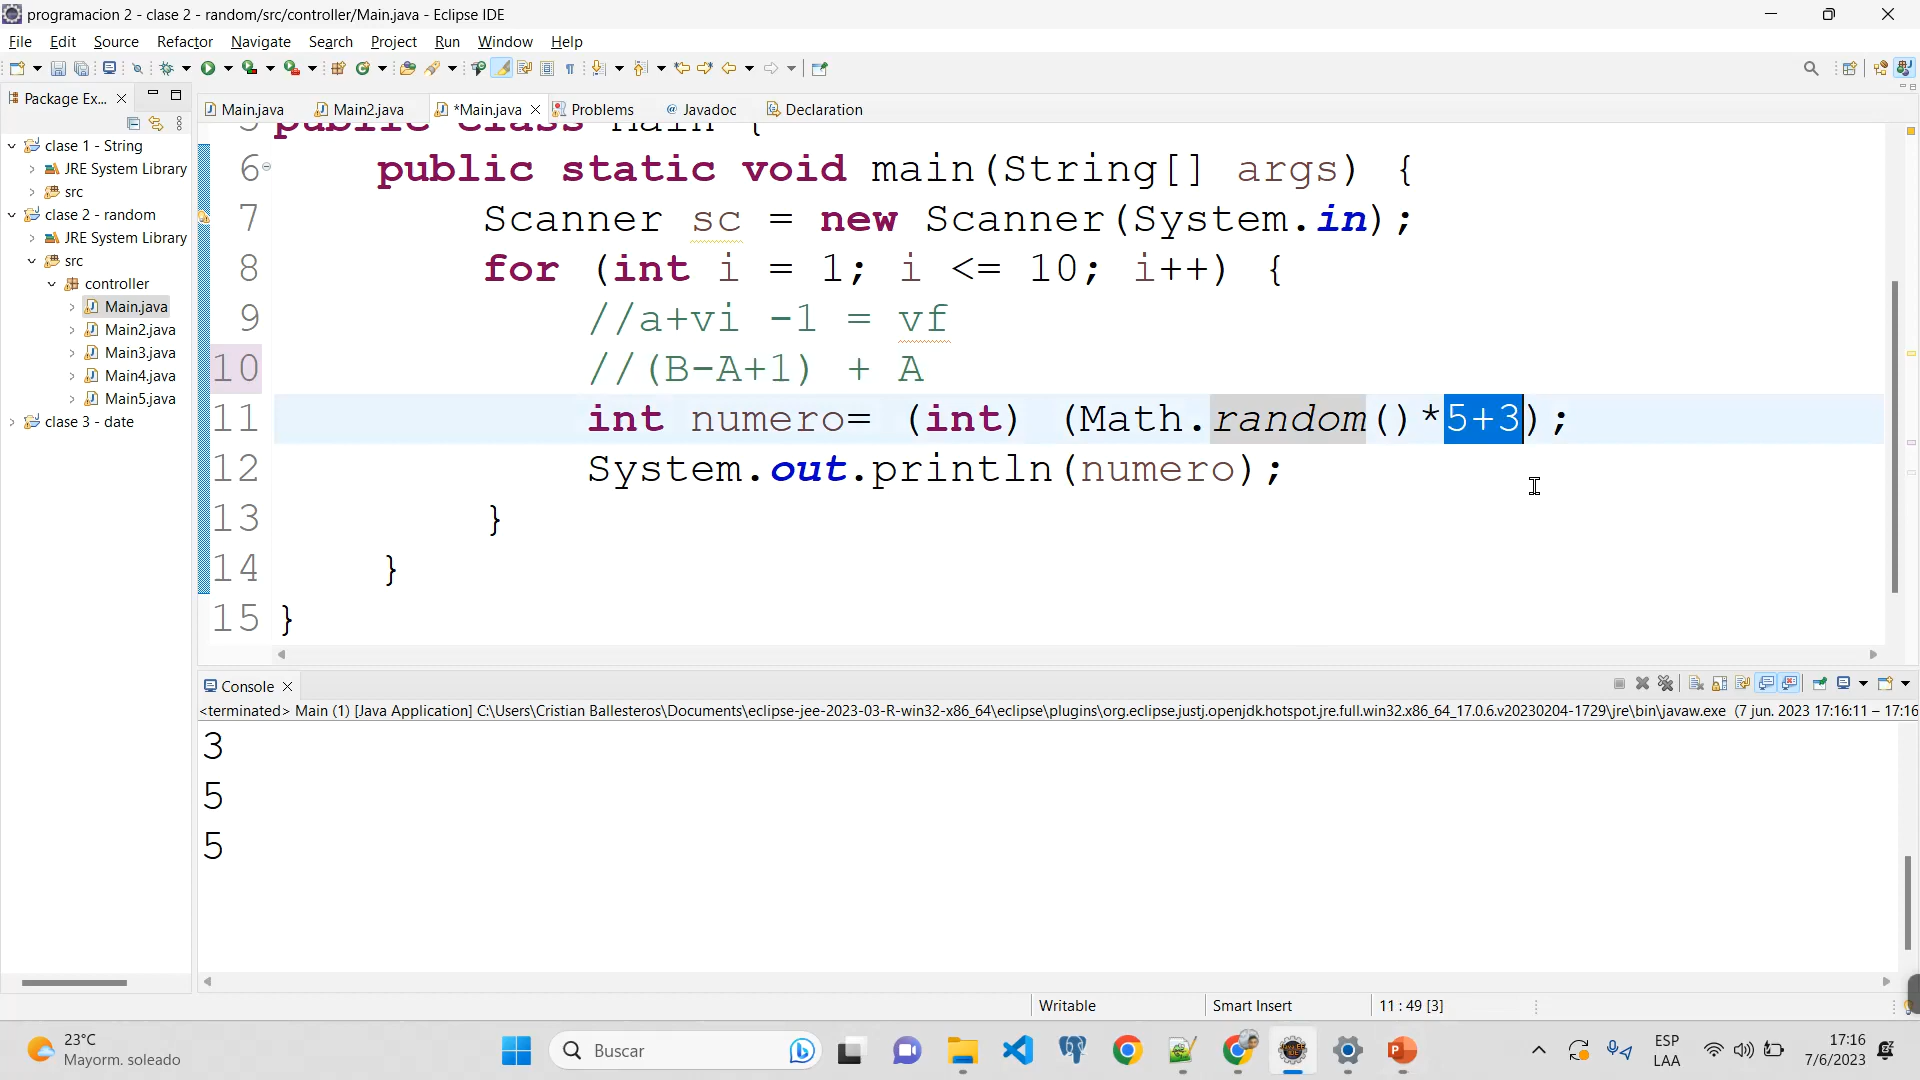 programacion 2 - clase 2 - random/src/controller/Main.java - Eclipse IDE
File Edit Source Refactor Navigate Search Project Run Window Help
Package Ex...
Main.java Main2.java *Main.java Problems Javadoc Declaration
clase 1 - String
JRE System Library
src
clase 2 - random
JRE System Library
src
controller
Main.java
Main2.java
Main3.java
Main4.java
Main5.java
clase 3 - date
5 public class Main {
6 public static void main(String[] args) {
7 Scanner sc = new Scanner(System.in);
8 for (int i = 1; i <= 10; i++) {
9 //a+vi -1 = vf
10 //(B-A+1) + A
11 int numero= (int) (Math.random()*5+3);
12 System.out.println(numero);
13 }
14 }
15 }
Console
<terminated> Main (1) [Java Application] C:\Users\Cristian Ballesteros\Documents\eclipse-jee-2023-03-R-win32-x86_64\eclipse\plugins\org.eclipse.justj.openjdk.hotspot.jre.full.win32.x86_64_17.0.6.v20230204-1729\jre\bin\javaw.exe (7 jun. 2023 17:16:11 – 17:16
3
5
5
Writable Smart Insert 11 : 49 [3]
23°C
Mayorm. soleado
Buscar
ESP
LAA
17:16
7/6/2023